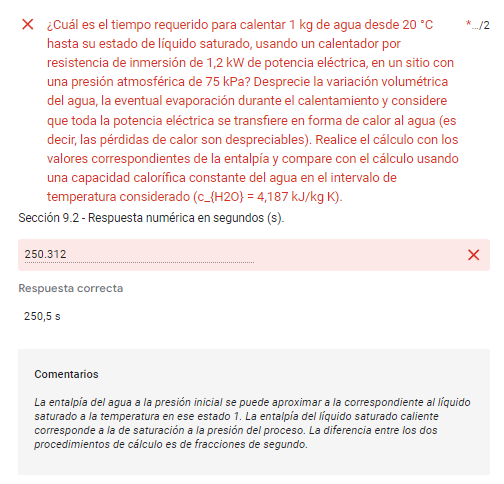 ¿Cuál es el tiempo requerido para calentar 1 kg de agua desde 20 °C
*…/2
hasta su estado de líquido saturado, usando un calentador por
resistencia de inmersión de 1,2 kW de potencia eléctrica, en un sitio con
una presión atmosférica de 75 kPa? Desprecie la variación volumétrica
del agua, la eventual evaporación durante el calentamiento y considere
que toda la potencia eléctrica se transfiere en forma de calor al agua (es
decir, las pérdidas de calor son despreciables). Realice el cálculo con los
valores correspondientes de la entalpía y compare con el cálculo usando
una capacidad calorífica constante del agua en el intervalo de
temperatura considerado (c_{H2O} = 4,187 kJ/kg K).
Sección 9.2 - Respuesta numérica en segundos (s).
250.312
Respuesta correcta
250,5 s
Comentarios
La entalpía del agua a la presión inicial se puede aproximar a la correspondiente al líquido
saturado a la temperatura en ese estado 1. La entalpía del líquido saturado caliente
corresponde a la de saturación a la presión del proceso. La diferencia entre los dos
procedimientos de cálculo es de fracciones de segundo.